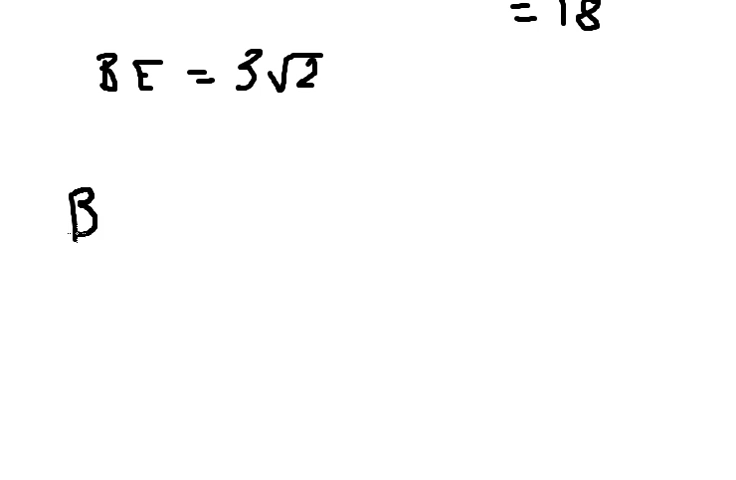 = 18
BE = 3√2
B